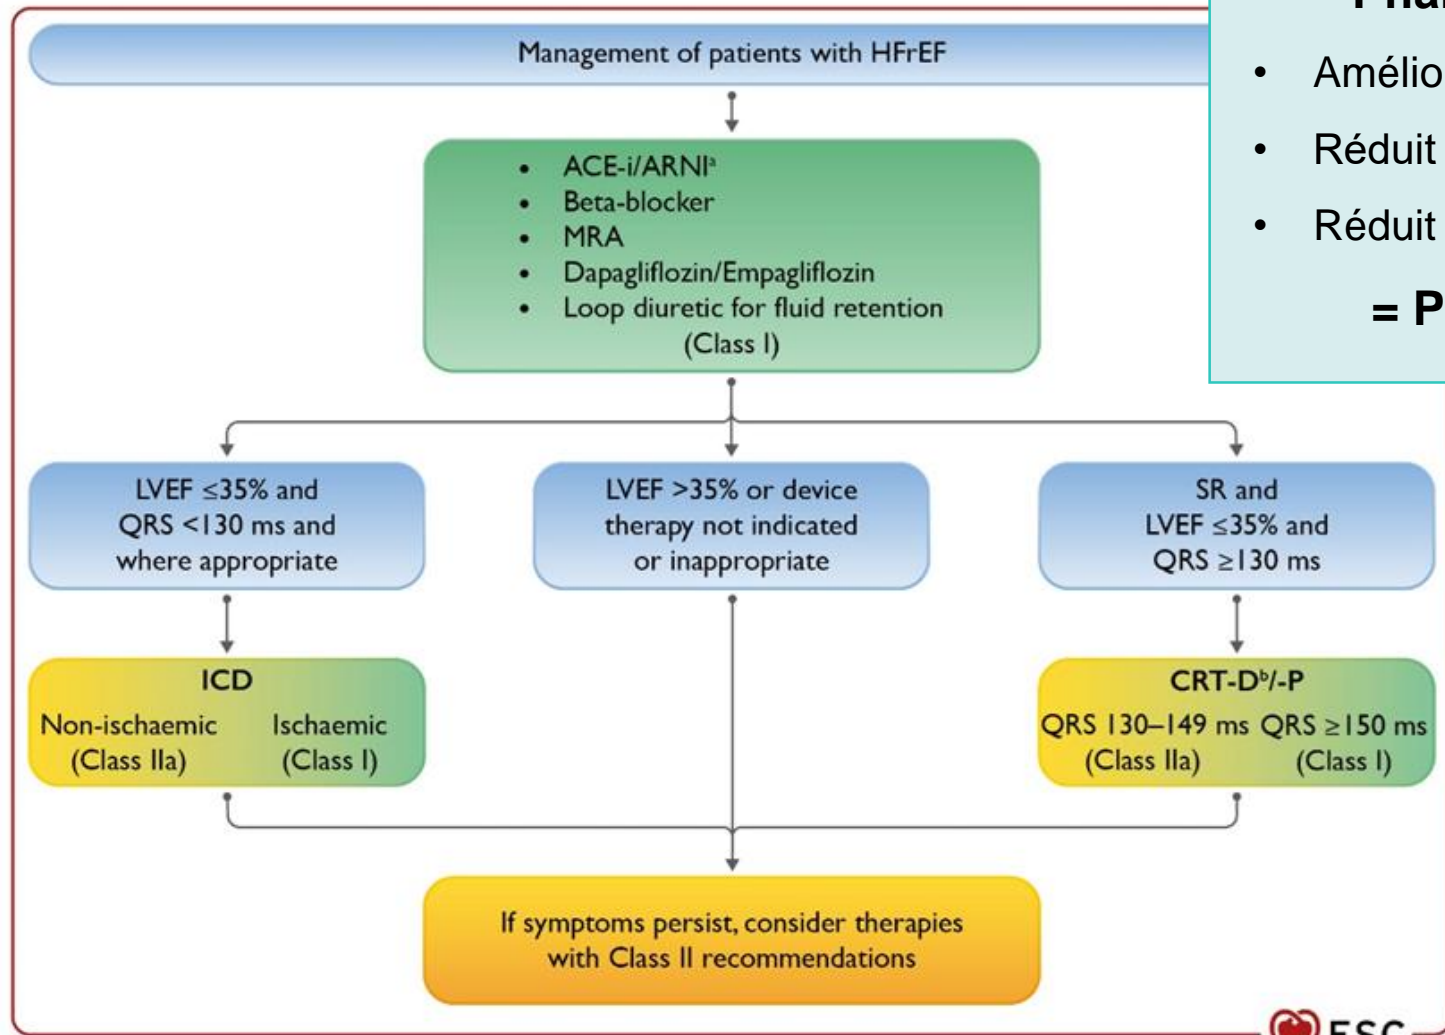 Management of patients with HFrEF
• Amélio
• Réduit
• Réduit
= P
• ACE-i/ARNIᵃ
• Beta-blocker
• MRA
• Dapagliflozin/Empagliflozin
• Loop diuretic for fluid retention
(Class I)
LVEF ≤35% and
QRS <130 ms and
where appropriate
LVEF >35% or device
therapy not indicated
or inappropriate
SR and
LVEF ≤35% and
QRS ≥130 ms
ICD
Non-ischaemic
(Class IIa)
Ischaemic
(Class I)
CRT-Dᵇ/-P
QRS 130–149 ms
(Class IIa)
QRS ≥150 ms
(Class I)
If symptoms persist, consider therapies
with Class II recommendations
ESC